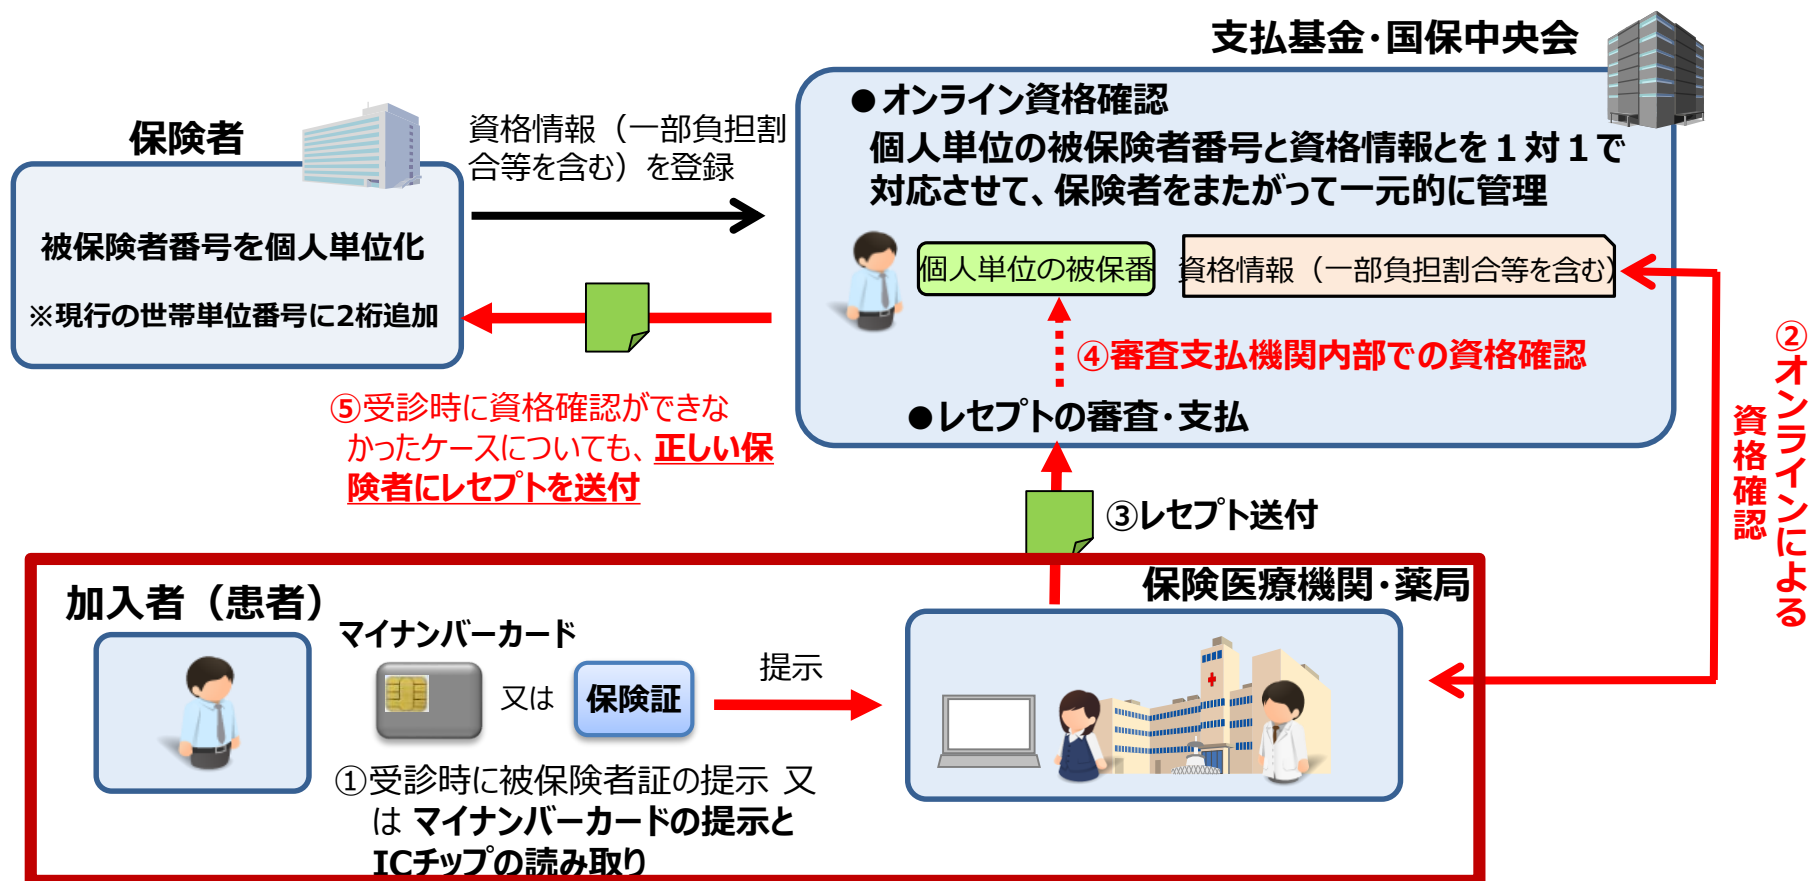 支払基金・国保中央会
●オンライン資格確認
個人単位の被保険者番号と資格情報とを１対１で
対応させて、保険者をまたがって一元的に管理
個人単位の被保番
資格情報（一部負担割合等を含む）
④審査支払機関内部での資格確認
●レセプトの審査・支払
保険者
被保険者番号を個人単位化
※現行の世帯単位番号に2桁追加
資格情報（一部負担割
合等を含む）を登録
⑤受診時に資格確認ができな
かったケースについても、正しい保
険者にレセプトを送付
③レセプト送付
②オンラインによる
資格確認
加入者（患者）
マイナンバーカード
又は
保険証
提示
①受診時に被保険者証の提示 又
は マイナンバーカードの提示と
ICチップの読み取り
保険医療機関・薬局